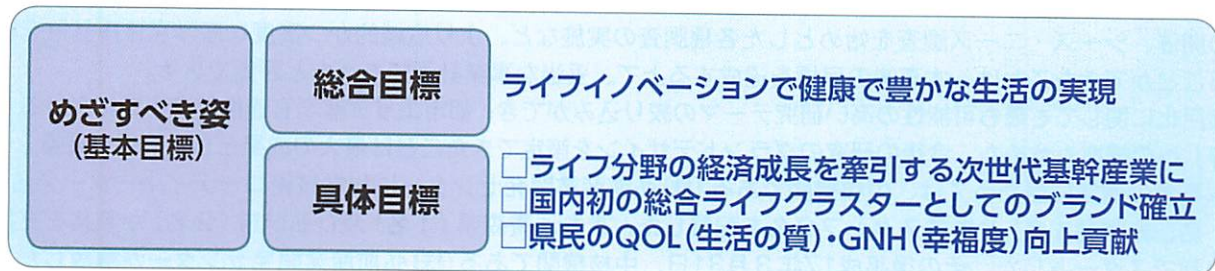 めざすべき姿
(基本目標)
総合目標
ライフイノベーションで健康で豊かな生活の実現
具体目標
□ライフ分野の経済成長を牽引する次世代基幹産業に
□国内初の総合ライフクラスターとしてのブランド確立
□県民のQOL(生活の質)・GNH(幸福度)向上貢献